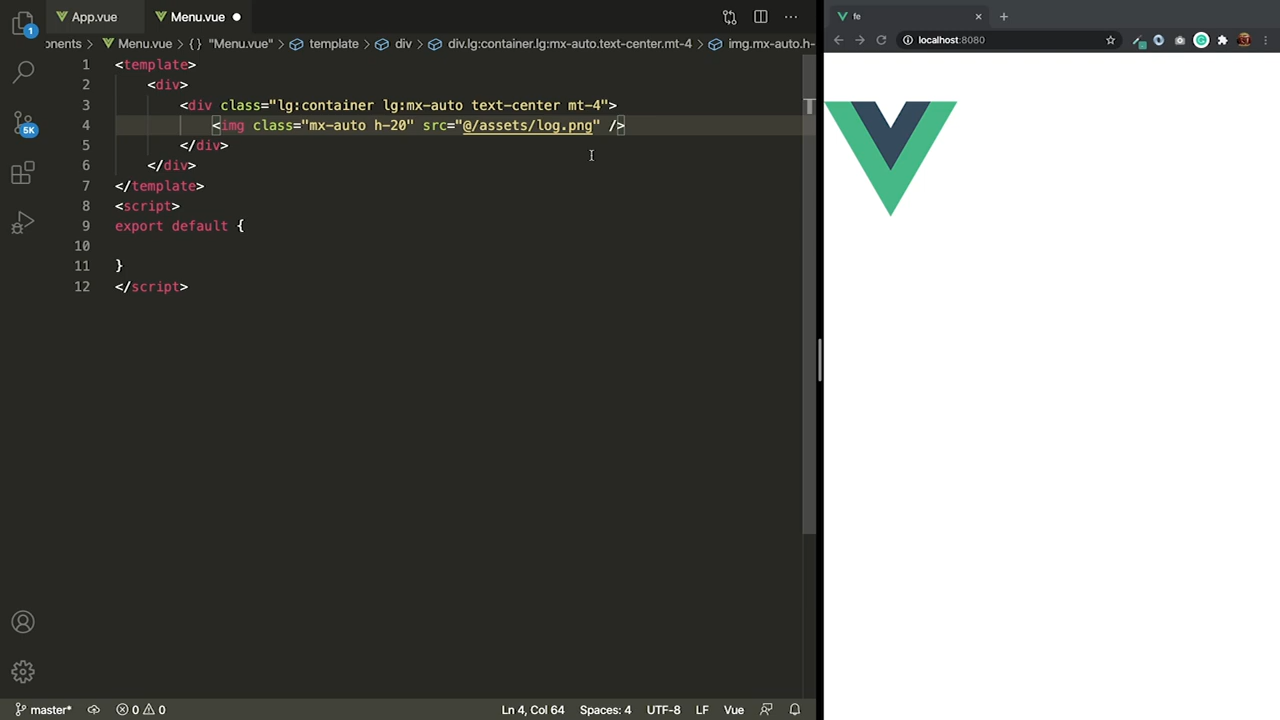 App.vue
Menu.vue
fe
localhost:8080
onents > Menu.vue > {} "Menu.vue" > template > div > div.lg:container.lg:mx-auto.text-center.mt-4 > img.mx-auto.h-
1 <template>
2 <div>
3 <div class="lg:container lg:mx-auto text-center mt-4">
4 <img class="mx-auto h-20" src="@/assets/log.png" />
5 </div>
6 </div>
7 </template>
8 <script>
9 export default {
10
11 }
12 </script>
1
5K
master*
0 0
Ln 4, Col 64
Spaces: 4
UTF-8
LF
Vue